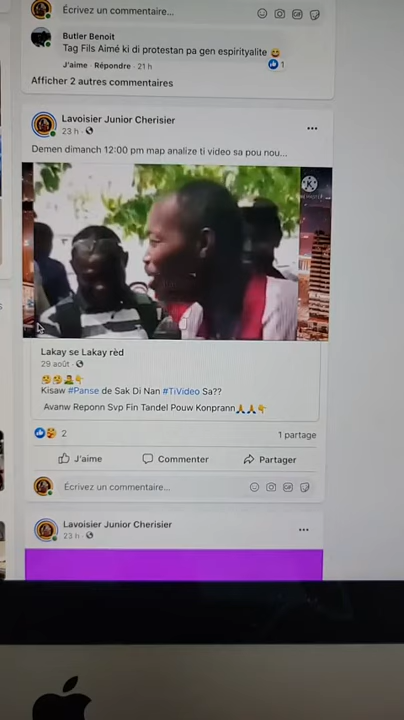 Écrivez un commentaire...
Butler Benoit
Tag Fils Aimé ki di protestan pa gen espirityalite 😄
J'aime · Répondre · 21 h
1
Afficher 2 autres commentaires
Lavoisier Junior Cherisier
23 h ·
Demen dimanch 12:00 pm map analize ti video sa pou nou...
K
Lakay se Lakay rèd
29 août ·
🤔🤔🤦‍♂️👇
Kisaw #Panse de Sak Di Nan #TiVideo Sa??
Avanw Reponn Svp Fin Tandel Pouw Konprann🙏🙏👇
2
1 partage
J'aime
Commenter
Partager
Écrivez un commentaire...
Lavoisier Junior Cherisier
23 h ·